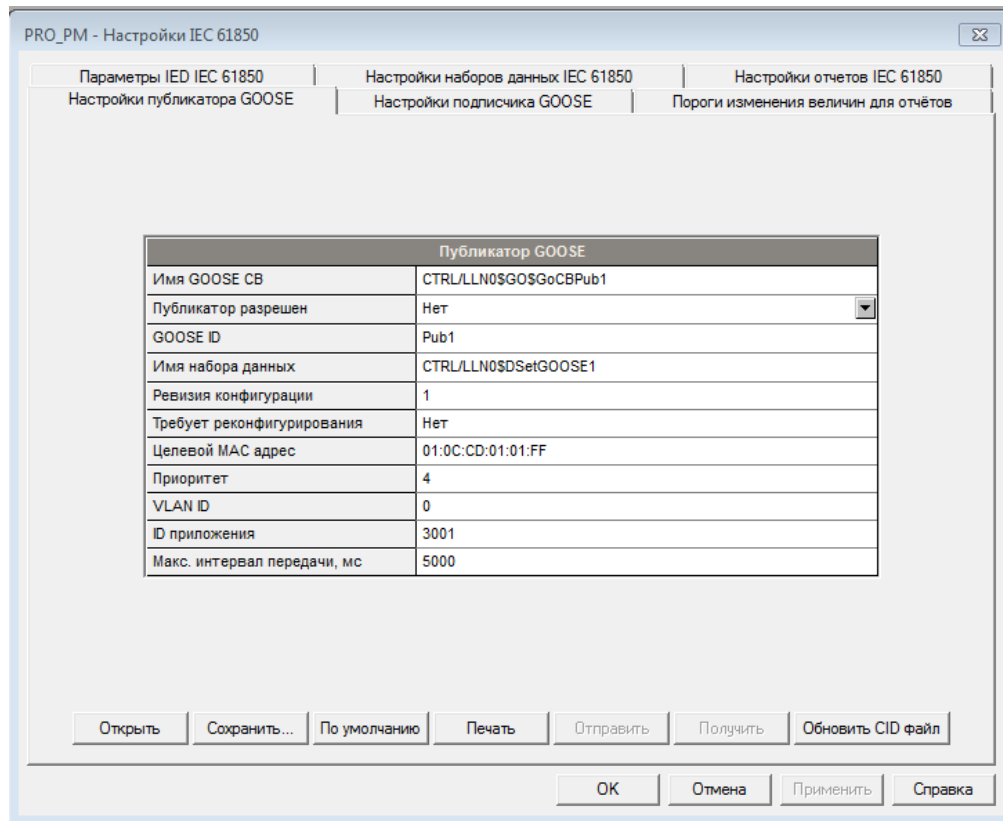 PRO_PM - Настройки IEC 61850
Параметры IED IEC 61850
Настройки наборов данных IEC 61850
Настройки отчетов IEC 61850
Настройки публикатора GOOSE
Настройки подписчика GOOSE
Пороги изменения величин для отчётов
Публикатор GOOSE
Имя GOOSE CB CTRL/LLN0$GO$GoCBPub1
Публикатор разрешен Нет
GOOSE ID Pub1
Имя набора данных CTRL/LLN0$DSetGOOSE1
Ревизия конфигурации 1
Требует реконфигурирования Нет
Целевой MAC адрес 01:0C:CD:01:01:FF
Приоритет 4
VLAN ID 0
ID приложения 3001
Макс. интервал передачи, мс 5000
Открыть Сохранить... По умолчанию Печать Отправить Получить Обновить CID файл
OK Отмена Применить Справка